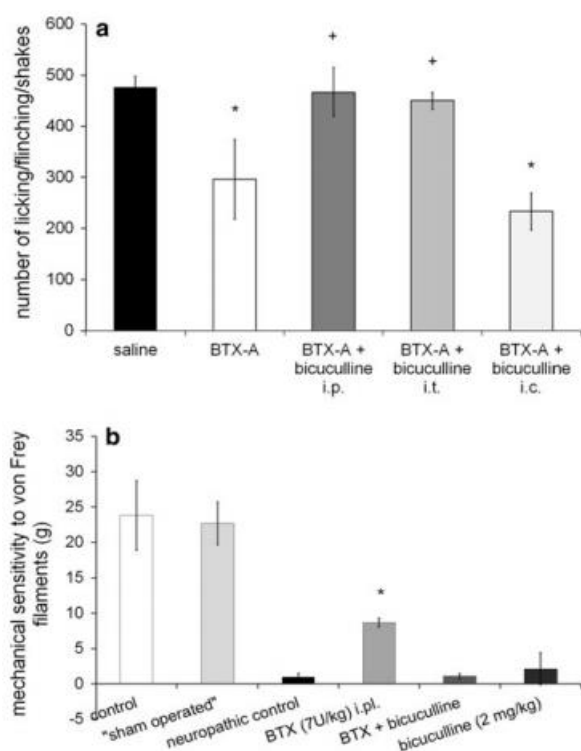 a
number of licking/flinching/shakes
600
500
400
300
200
100
0
*
+
+
*
saline
BTX-A
BTX-A +
bicuculline
i.p.
BTX-A +
bicuculline
i.t.
BTX-A +
bicuculline
i.c.
b
mechanical sensitivity to von Frey
filaments (g)
35
30
25
20
15
10
5
0
-5
*
control
"sham operated"
neuropathic control
BTX (7U/kg) i.pl.
BTX + bicuculline
bicuculline (2 mg/kg)